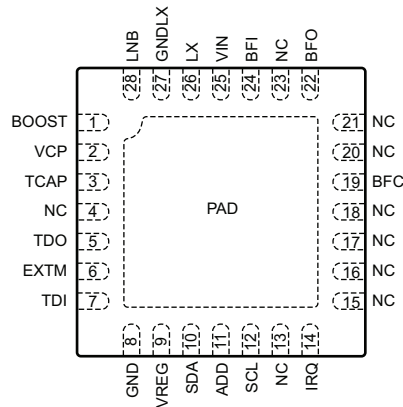 LNB GNDLX LX VIN BFI NC BFO
28 27 26 25 24 23 22
BOOST 1 21 NC
VCP 2 20 NC
TCAP 3 19 BFC
NC 4 PAD 18 NC
TDO 5 17 NC
EXTM 6 16 NC
TDI 7 15 NC
8 9 10 11 12 13 14
GND VREG SDA ADD SCL NC IRQ